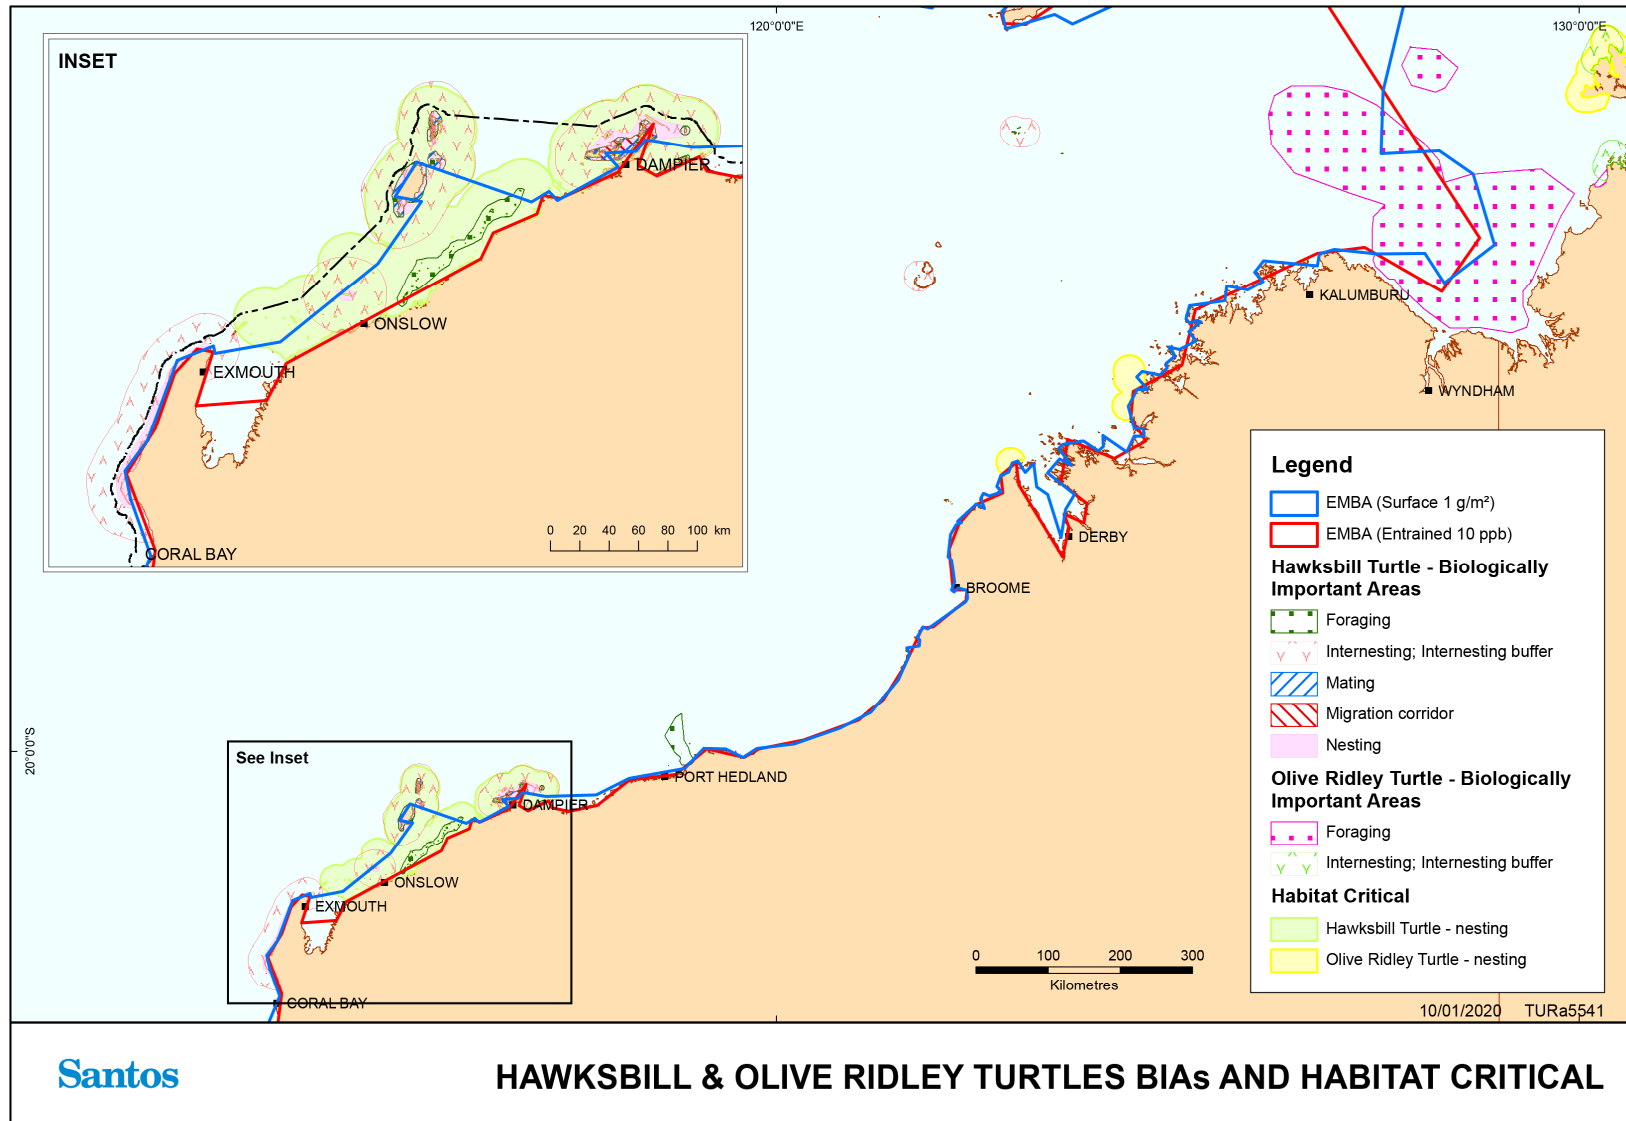 120°0'0"E
130°0'0"E
INSET
DAMPIER
ONSLOW
EXMOUTH
CORAL BAY
0 20 40 60 80 100 km
KALUMBURU
WYNDHAM
DERBY
BROOME
20°0'0"S
See Inset
PORT HEDLAND
DAMPIER
ONSLOW
EXMOUTH
CORAL BAY
0 100 200 300
Kilometres
Legend
EMBA (Surface 1 g/m²)
EMBA (Entrained 10 ppb)
Hawksbill Turtle - Biologically
Important Areas
Foraging
Internesting; Internesting buffer
Mating
Migration corridor
Nesting
Olive Ridley Turtle - Biologically
Important Areas
Foraging
Internesting; Internesting buffer
Habitat Critical
Hawksbill Turtle - nesting
Olive Ridley Turtle - nesting
10/01/2020 TURa5541
Santos
HAWKSBILL & OLIVE RIDLEY TURTLES BIAs AND HABITAT CRITICAL